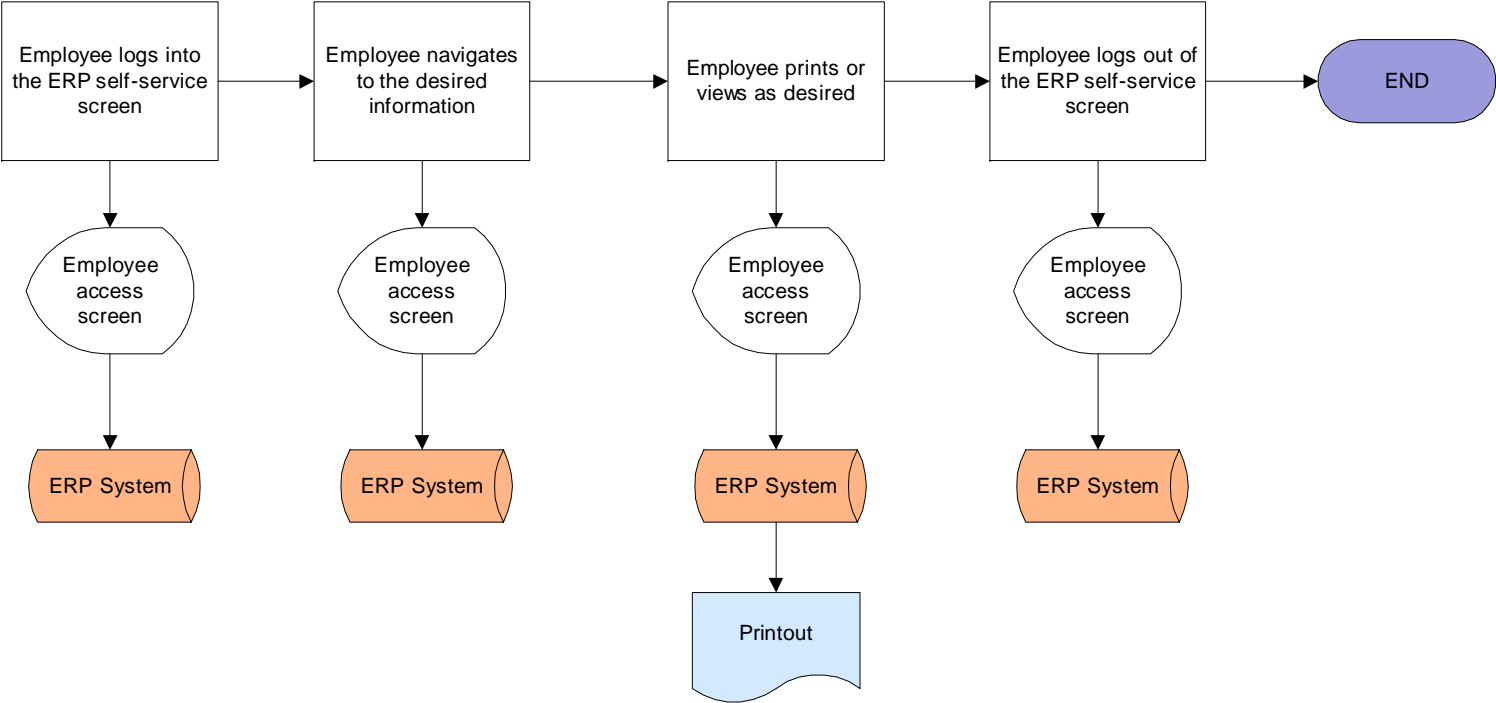 Employee logs into
the ERP self-service
screen
Employee navigates
to the desired
information
Employee prints or
views as desired
Employee logs out of
the ERP self-service
screen
END
Employee
access
screen
Employee
access
screen
Employee
access
screen
Employee
access
screen
ERP System
ERP System
ERP System
ERP System
Printout